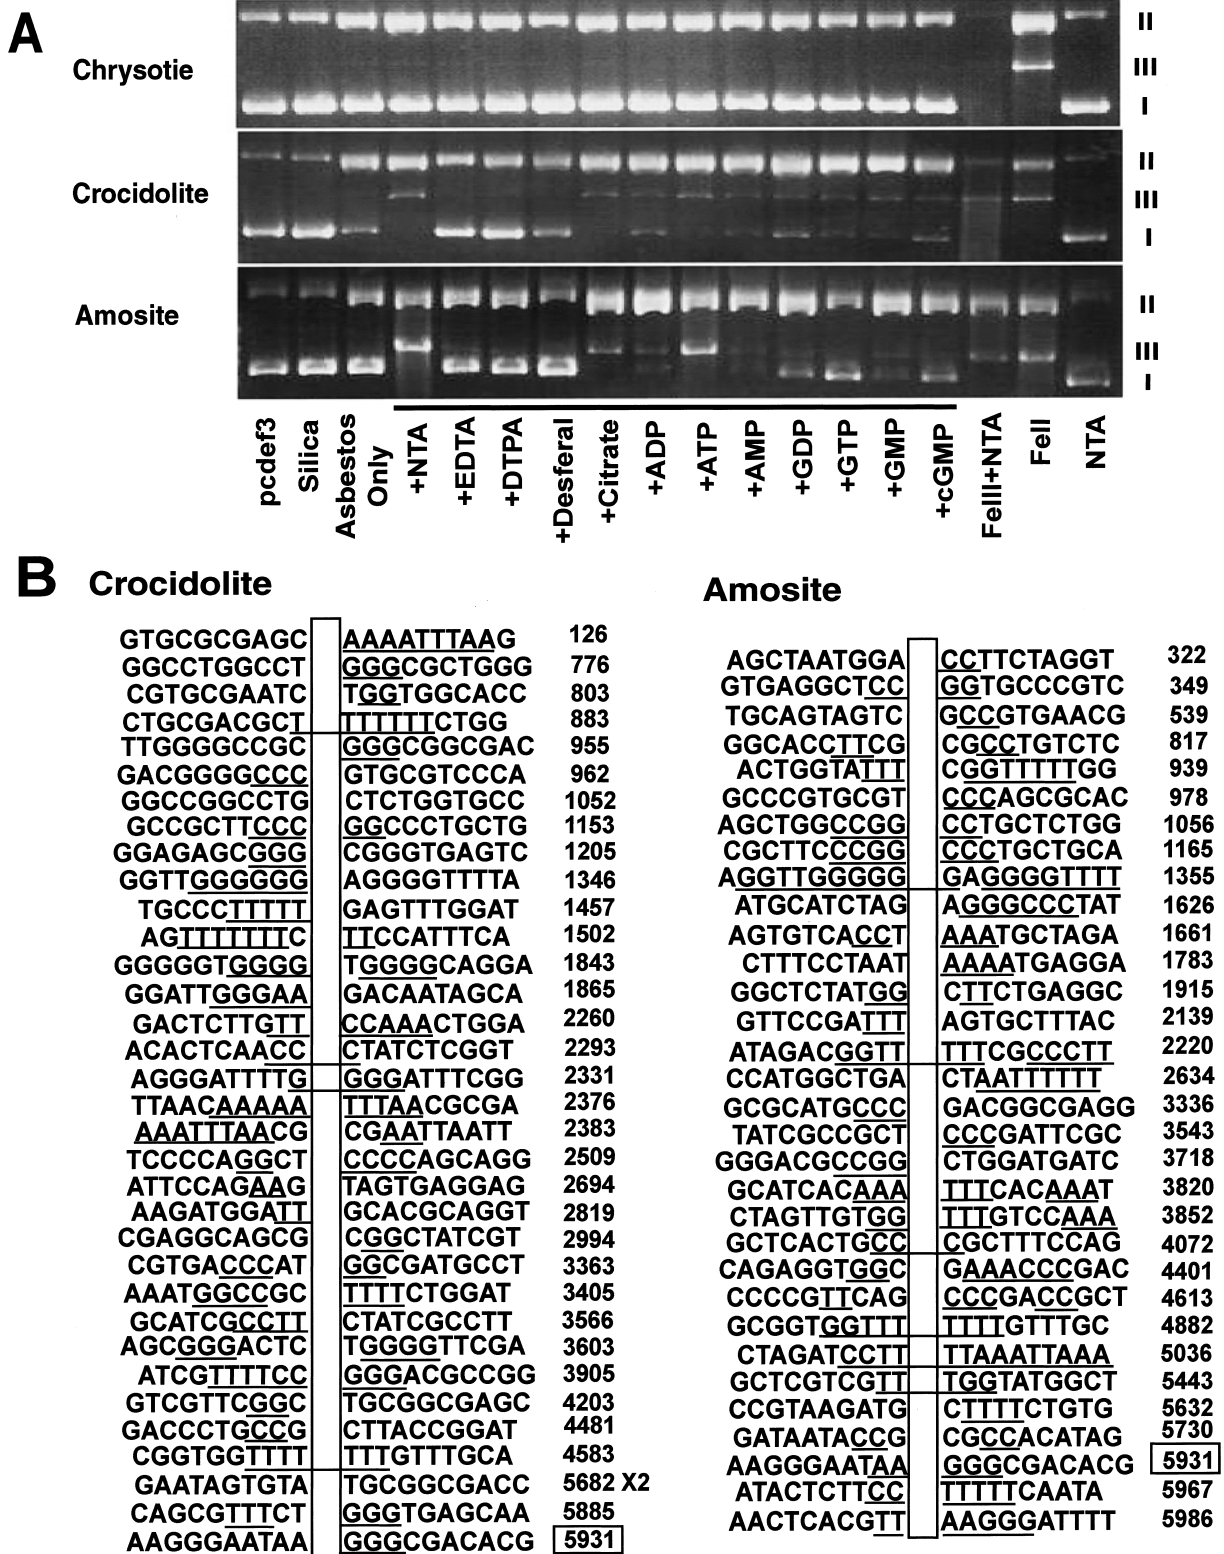 A
II
Chrysotie
III
I
II
Crocidolite
III
I
II
Amosite
III
I
pcdef3
Silica
Asbestos
Only
+NTA
+EDTA
+DTPA
+Desferal
+Citrate
+ADP
+ATP
+AMP
+GDP
+GTP
+GMP
+cGMP
FeIII+NTA
FeII
NTA
B
Crocidolite
GTGCGCGAGC AAAATTTAAG 126
GGCCTGGCCT GGGCGCTGGG 776
CGTGCGAATC TGGTGGCACC 803
CTGCGACGCT TTTTTTCTGG 883
TTGGGGCCGC GGGCGGCGAC 955
GACGGGGCCC GTGCGTCCCA 962
GGCCGGCCTG CTCTGGTGCC 1052
GCCGCTTCCC GGCCCTGCTG 1153
GGAGAGCGGG CGGGTGAGTC 1205
GGTTGGGGGG AGGGGTTTTA 1346
TGCCCTTTTT GAGTTTGGAT 1457
AGTTTTTTTC TTCCATTTCA 1502
GGGGGTGGGG TGGGGCAGGA 1843
GGATTGGGAA GACAATAGCA 1865
GACTCTTGTT CCAAACTGGA 2260
ACACTCAACC CTATCTCGGT 2293
AGGGATTTTG GGGATTTCGG 2331
TTAACAAAAA TTTAACGCGA 2376
AAATTTAACG CGAATTAATT 2383
TCCCCAGGCT CCCCAGCAGG 2509
ATTCCAGAAG TAGTGAGGAG 2694
AAGATGGATT GCACGCAGGT 2819
CGAGGCAGCG CGGCTATCGT 2994
CGTGACCCAT GGCGATGCCT 3363
AAATGGCCGC TTTTCTGGAT 3405
GCATCGCCTT CTATCGCCTT 3566
AGCGGGACTC TGGGGTTCGA 3603
ATCGTTTTCC GGGACGCCGG 3905
GTCGTTCGGC TGCGGCGAGC 4203
GACCCTGCCG CTTACCGGAT 4481
CGGTGGTTTT TTTGTTTGCA 4583
GAATAGTGTA TGCGGCGACC 5682 X2
CAGCGTTTCT GGGTGAGCAA 5885
AAGGGAATAA GGGCGACACG 5931
Amosite
AGCTAATGGA CCTTCTAGGT 322
GTGAGGCTCC GGTGCCCGTC 349
TGCAGTAGTC GCCGTGAACG 539
GGCACCTTCG CGCCTGTCTC 817
ACTGGTATTT CGGTTTTTGG 939
GCCCGTGCGT CCCAGCGCAC 978
AGCTGGCCGG CCTGCTCTGG 1056
CGCTTCCCGG CCCTGCTGCA 1165
AGGTTGGGGG GAGGGGTTTT 1355
ATGCATCTAG AGGGCCCTAT 1626
AGTGTCACCT AAATGCTAGA 1661
CTTTCCTAAT AAAATGAGGA 1783
GGCTCTATGG CTTCTGAGGC 1915
GTTCCGATTT AGTGCTTTAC 2139
ATAGACGGTT TTTCGCCCTT 2220
CCATGGCTGA CTAATTTTTT 2634
GCGCATGCCC GACGGCGAGG 3336
TATCGCCGCT CCCGATTCGC 3543
GGGACGCCGG CTGGATGATC 3718
GCATCACAAA TTTCACAAAT 3820
CTAGTTGTGG TTTGTCCAAA 3852
GCTCACTGCC CGCTTTCCAG 4072
CAGAGGTGGC GAAACCCGAC 4401
CCCCGTTCAG CCCGACCGCT 4613
GCGGTGGTTT TTTTGTTTGC 4882
CTAGATCCTT TTAAATTAAA 5036
GCTCGTCGTT TGGTATGGCT 5443
CCGTAAGATG CTTTTCTGTG 5632
GATAATACCG CGCCACATAG 5730
AAGGGAATAA GGGCGACACG 5931
ATACTCTTCC TTTTTCAATA 5967
AACTCACGTT AAGGGATTTT 5986